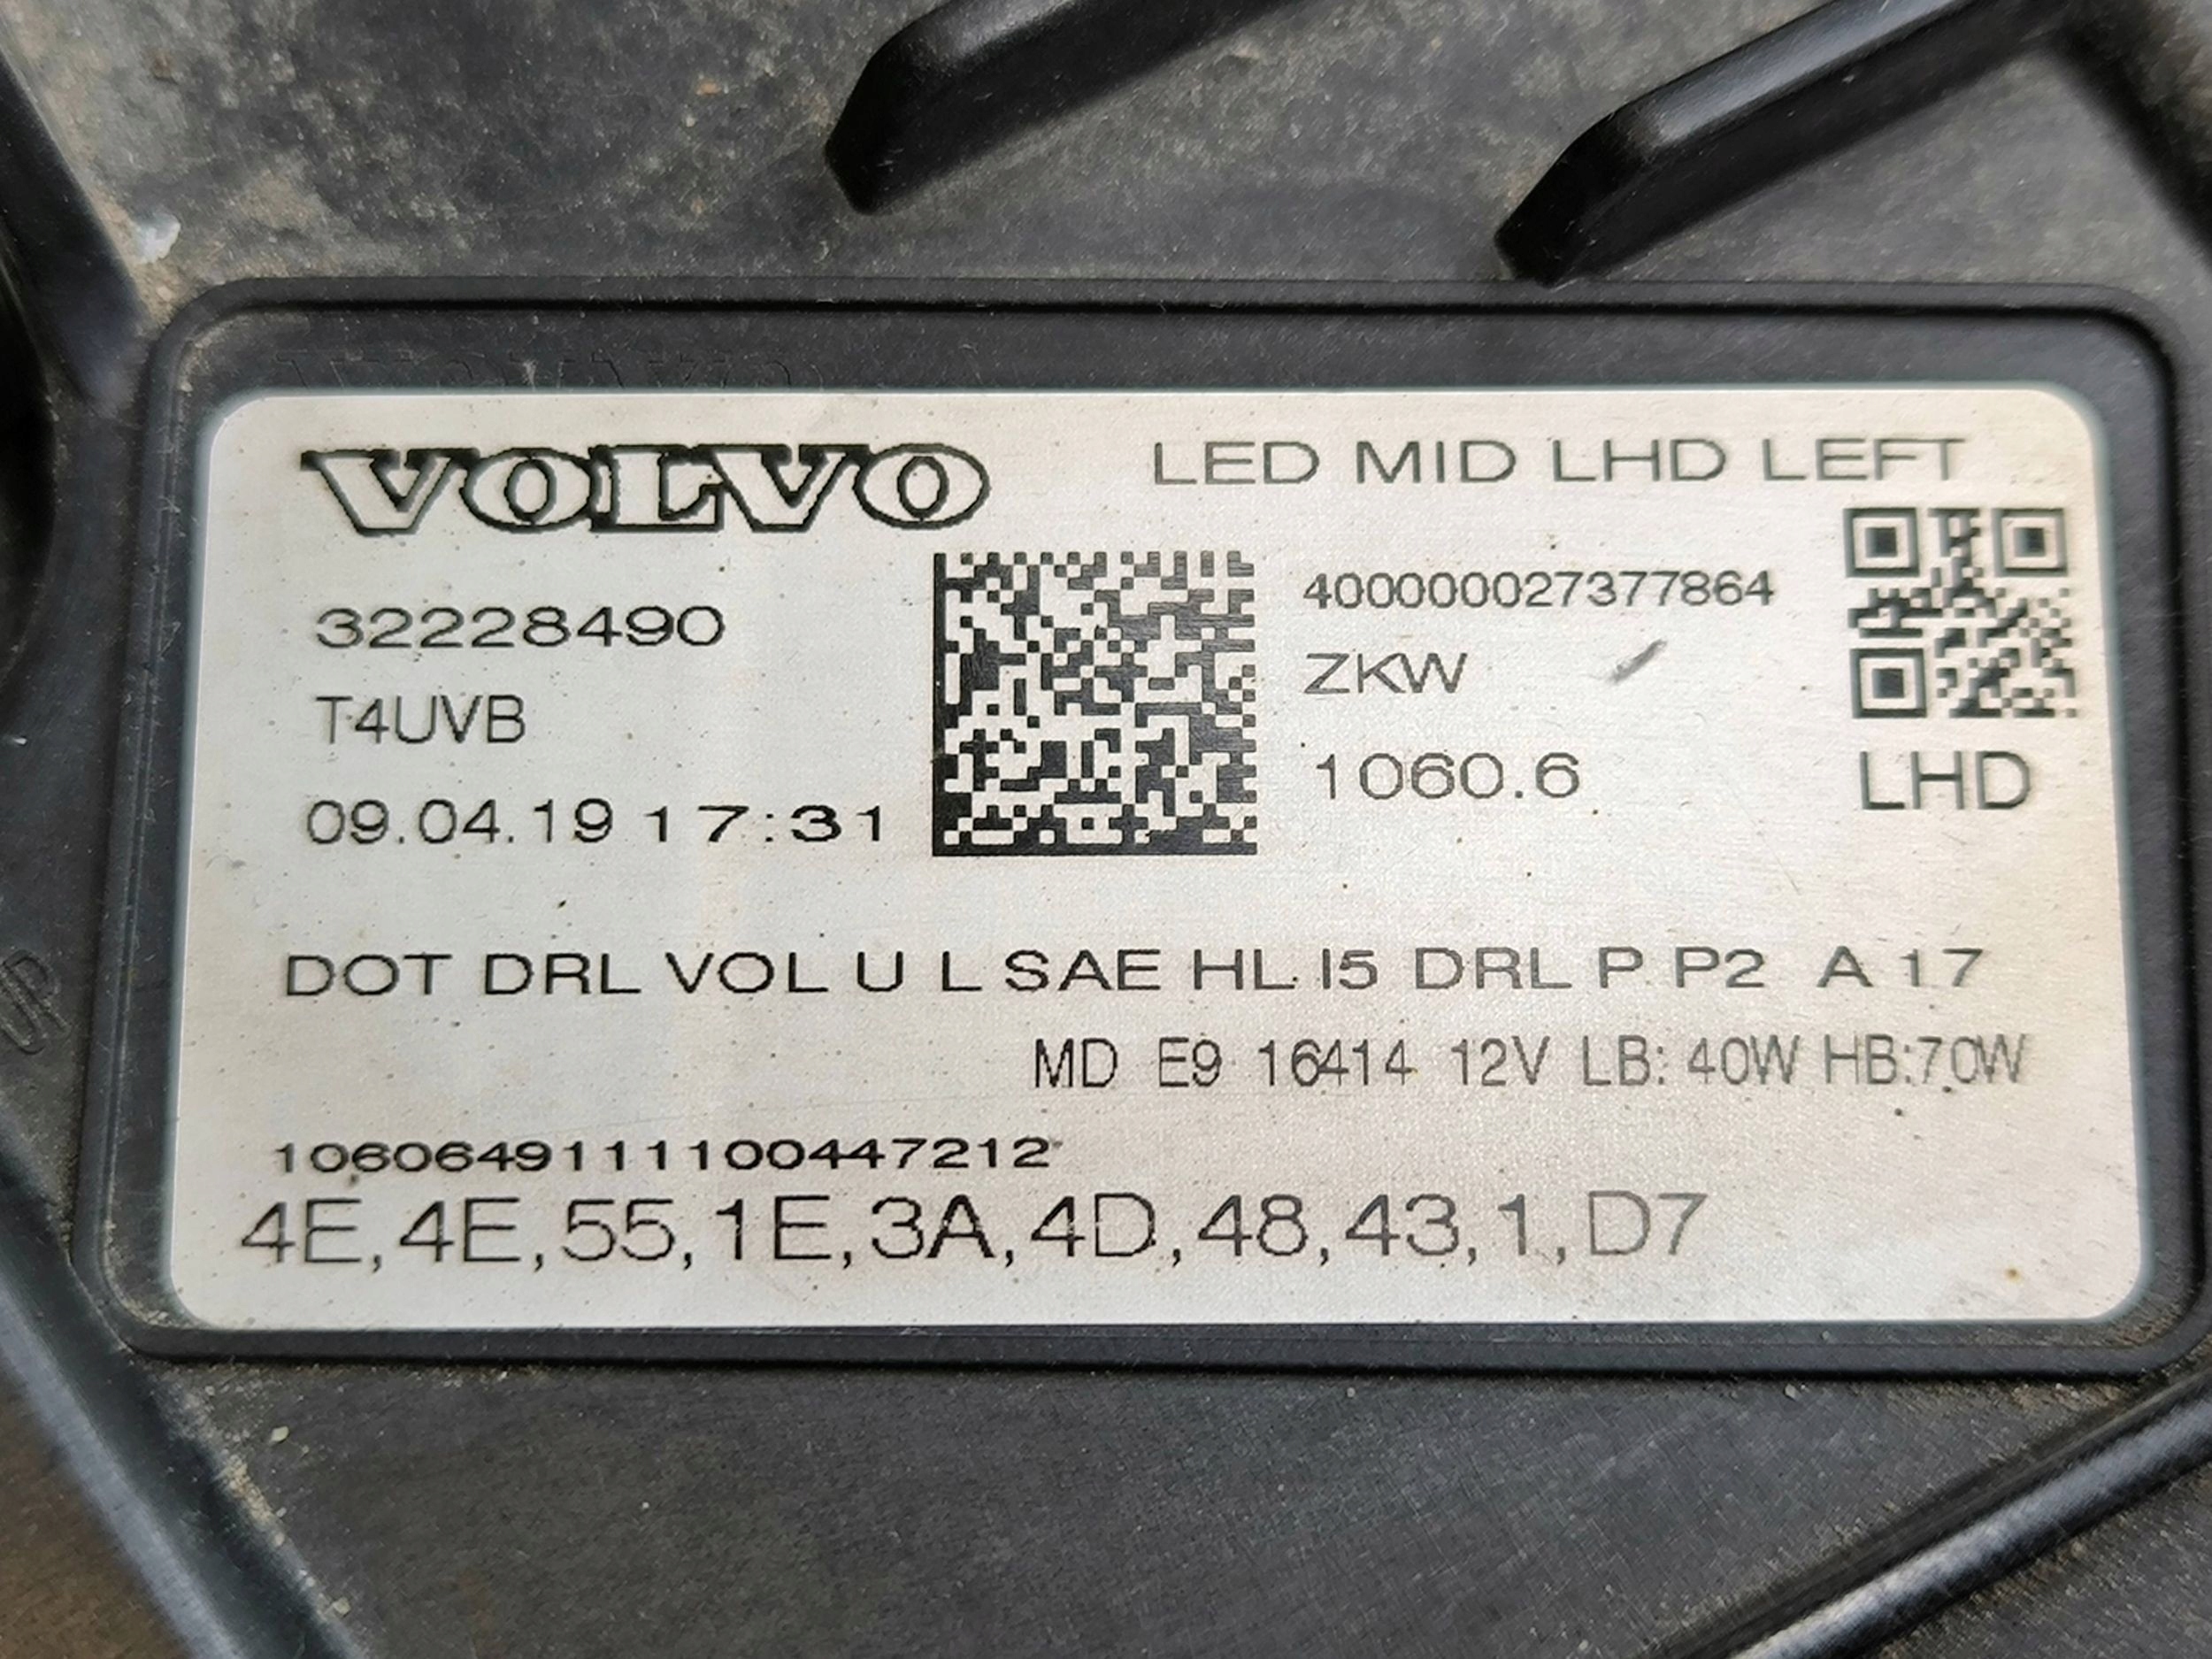 VOLVO
LED MID LHD LEFT
32228490
400000027377864
T4UVB
ZKW
09.04.19 17:31
1060.6
LHD
DOT DRL VOL U L SAE HL I5 DRL P P2 A 17
MD E9 16414 12V LB: 40W HB:70W
1060649111100447212
4E,4E,55,1E,3A,4D,48,43,1,D7
UP